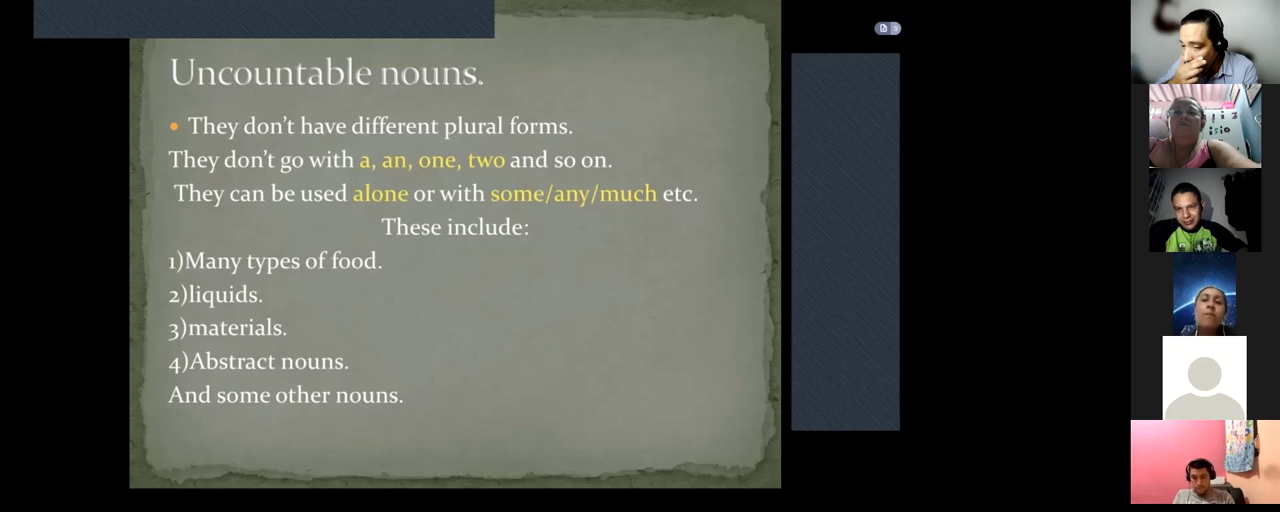 Uncountable nouns.
• They don't have different plural forms.
They don't go with a, an, one, two and so on.
They can be used alone or with some/any/much etc.
These include:
1)Many types of food.
2)liquids.
3)materials.
4)Abstract nouns.
And some other nouns.